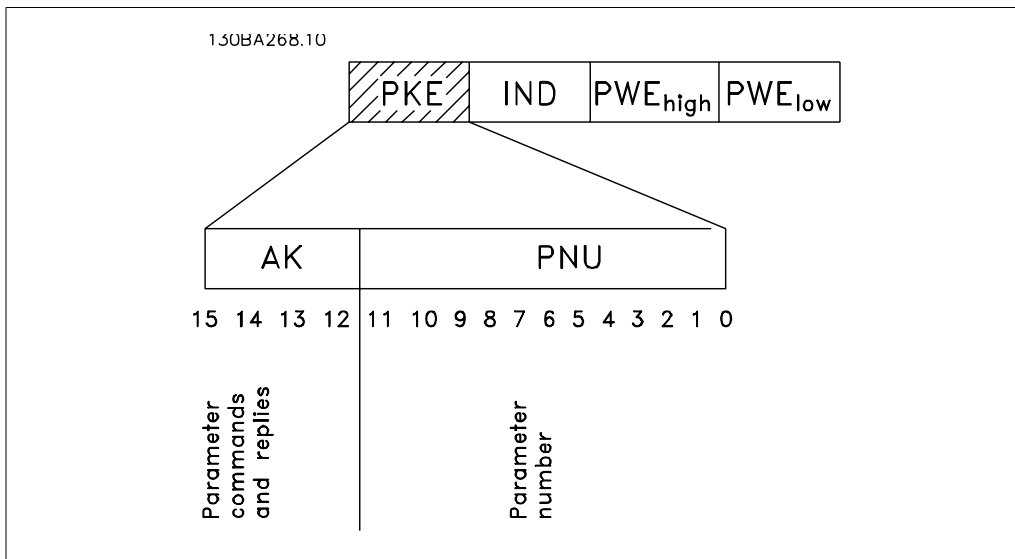 130BA268.10
PKE IND PWEhigh PWElow
AK PNU
15 14 13 12 11 10 9 8 7 6 5 4 3 2 1 0
Parameter
commands
and replies
Parameter
number